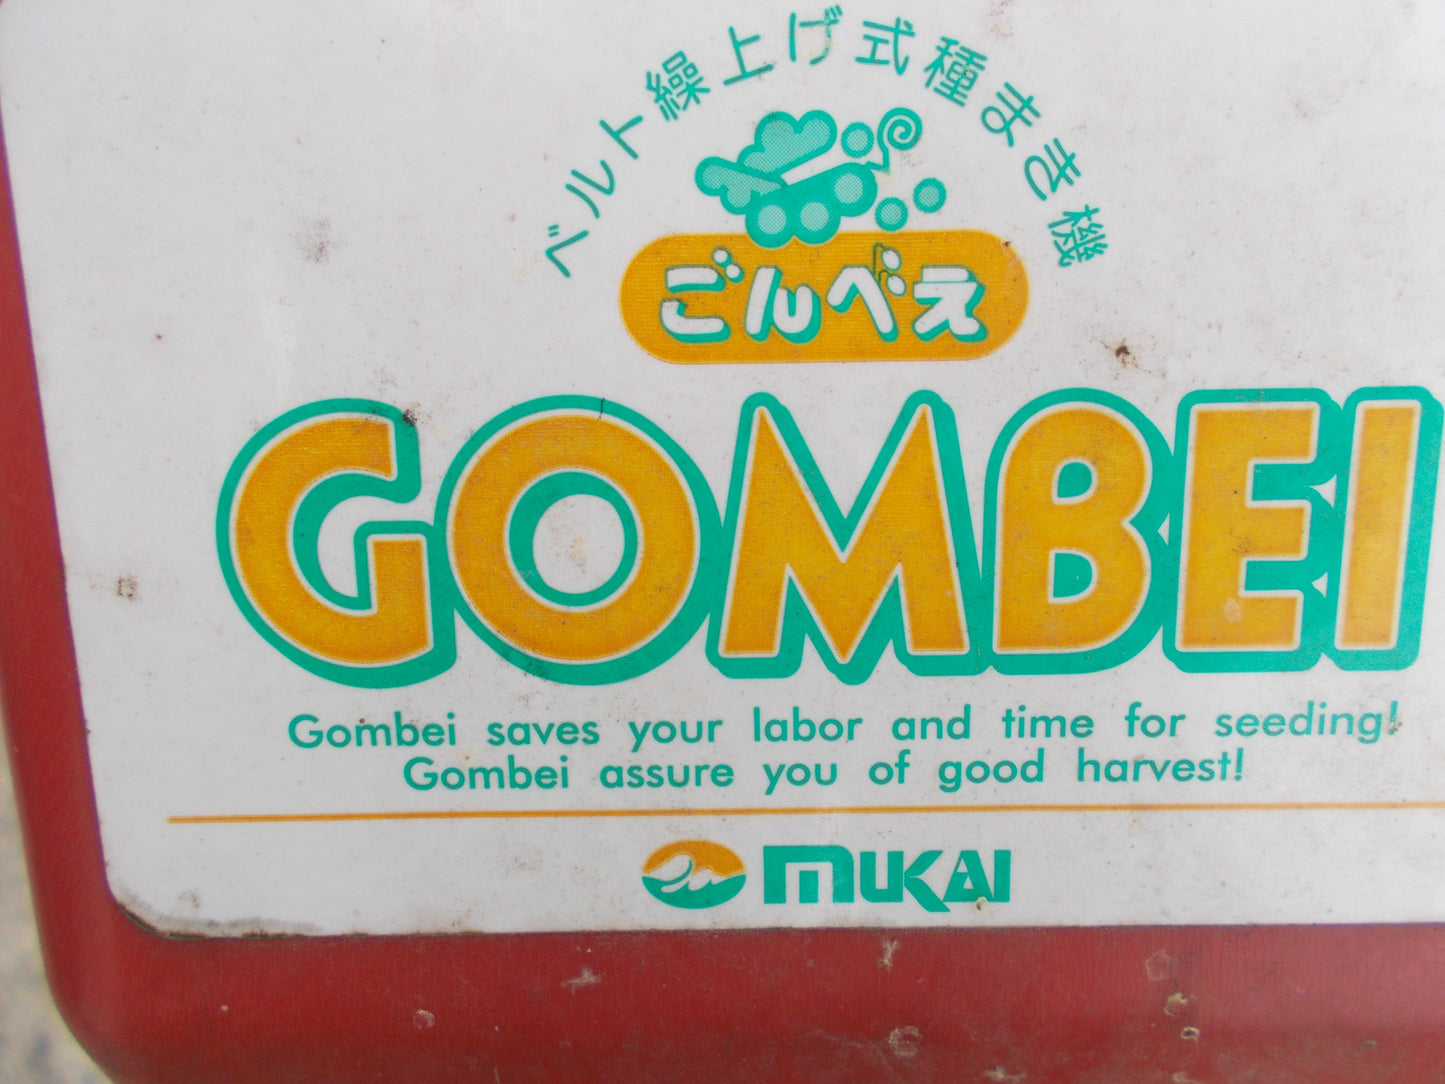 ベルト繰上げ式種まき機
ごんべえ
GOMBEI
Gombei saves your labor and time for seeding!
Gombei assure you of good harvest!
MUKAI